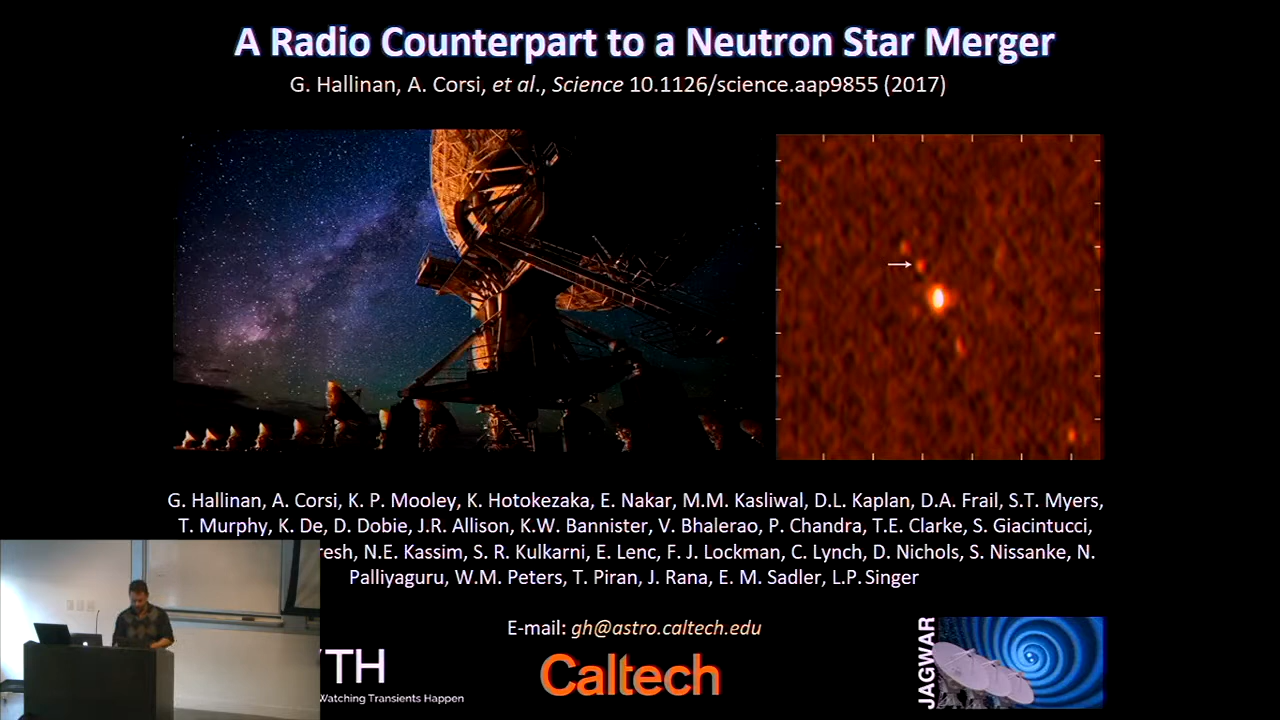 A Radio Counterpart to a Neutron Star Merger
G. Hallinan, A. Corsi, et al., Science 10.1126/science.aap9855 (2017)
G. Hallinan, A. Corsi, K. P. Mooley, K. Hotokezaka, E. Nakar, M.M. Kasliwal, D.L. Kaplan, D.A. Frail, S.T. Myers,
T. Murphy, K. De, D. Dobie, J.R. Allison, K.W. Bannister, V. Bhalerao, P. Chandra, T.E. Clarke, S. Giacintucci,
resh, N.E. Kassim, S. R. Kulkarni, E. Lenc, F. J. Lockman, C. Lynch, D. Nichols, S. Nissanke, N.
Palliyaguru, W.M. Peters, T. Piran, J. Rana, E. M. Sadler, L.P. Singer
E-mail: gh@astro.caltech.edu
TH
Watching Transients Happen
Caltech
JAGWAR